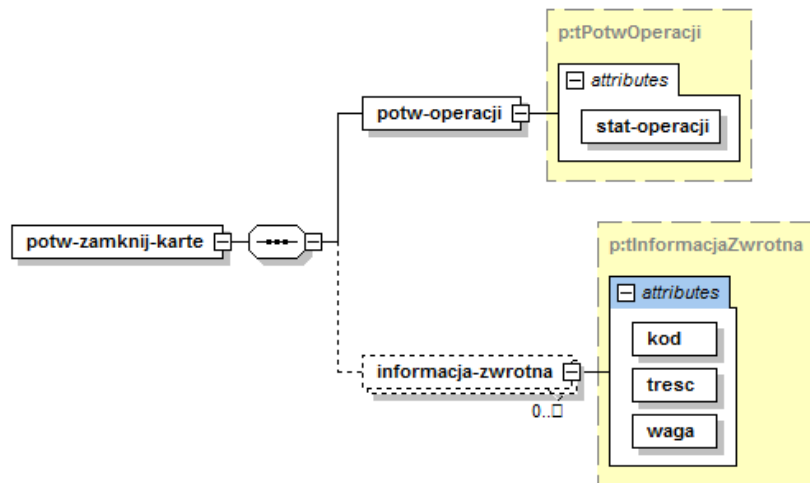 p:tPotwOperacji
attributes
potw-operacji
stat-operacji
potw-zamknij-karte
p:tInformacjaZwrotna
attributes
kod
informacja-zwrotna
tresc
0..□
waga